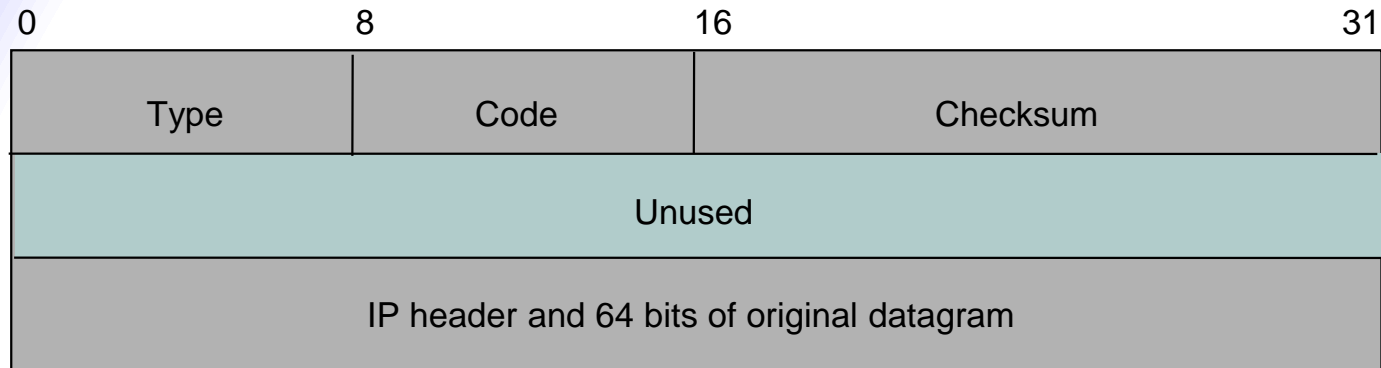 0 8 16 31
Type Code Checksum
Unused
IP header and 64 bits of original datagram